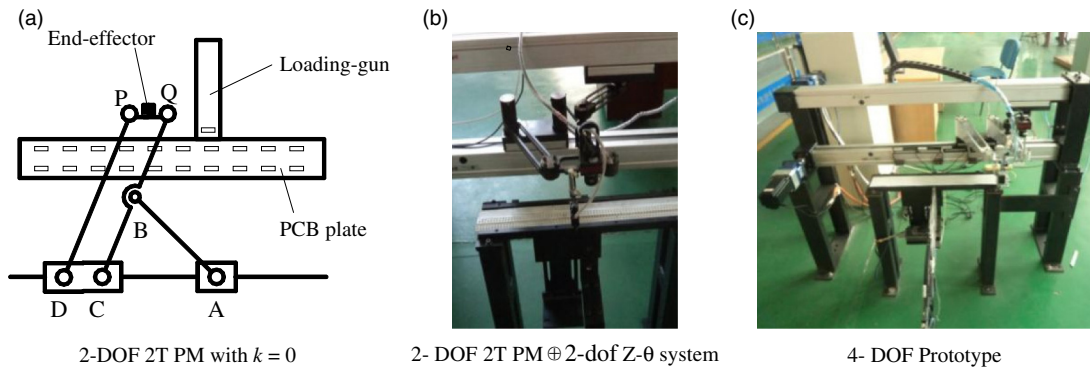 (a)
End-effector
P
Q
Loading-gun
B
PCB plate
D
C
A
2-DOF 2T PM with k = 0
(b)
2- DOF 2T PM⊕2-dof Z-θ system
(c)
4- DOF Prototype